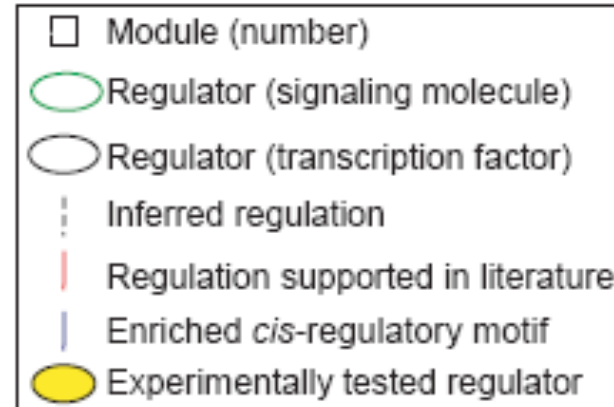 Module (number)
Regulator (signaling molecule)
Regulator (transcription factor)
Inferred regulation
Regulation supported in literature
Enriched cis-regulatory motif
Experimentally tested regulator